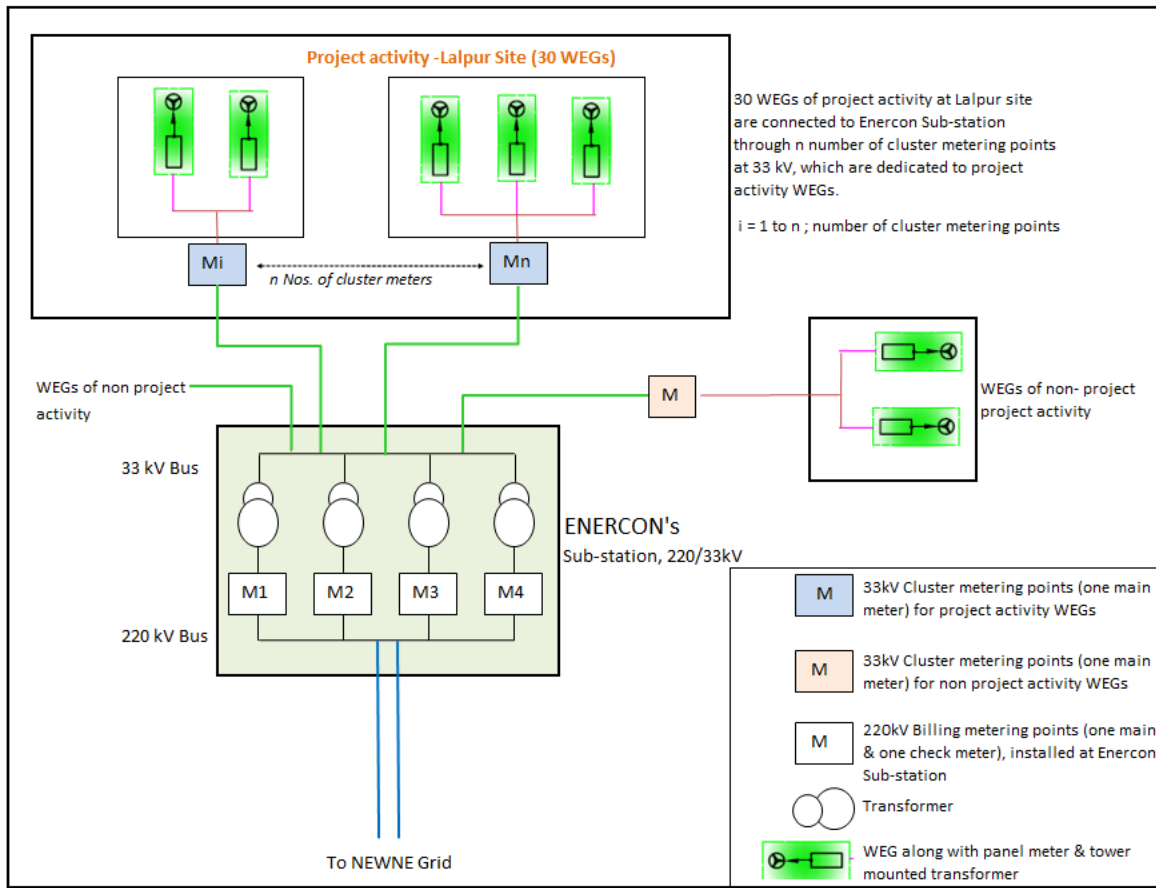 Project activity -Lalpur Site (30 WEGs)
30 WEGs of project activity at Lalpur site
are connected to Enercon Sub-station
through n number of cluster metering points
at 33 kV, which are dedicated to project
activity WEGs.
i = 1 to n ; number of cluster metering points
Mi
Mn
n Nos. of cluster meters
WEGs of non project
activity
M
WEGs of non- project
project activity
33 kV Bus
ENERCON's
Sub-station, 220/33kV
M1
M2
M3
M4
220 kV Bus
To NEWNE Grid
M
33kV Cluster metering points (one main
meter) for project activity WEGs
M
33kV Cluster metering points (one main
meter) for non project activity WEGs
M
220kV Billing metering points (one main
& one check meter), installed at Enercon
Sub-station
Transformer
WEG along with panel meter & tower
mounted transformer